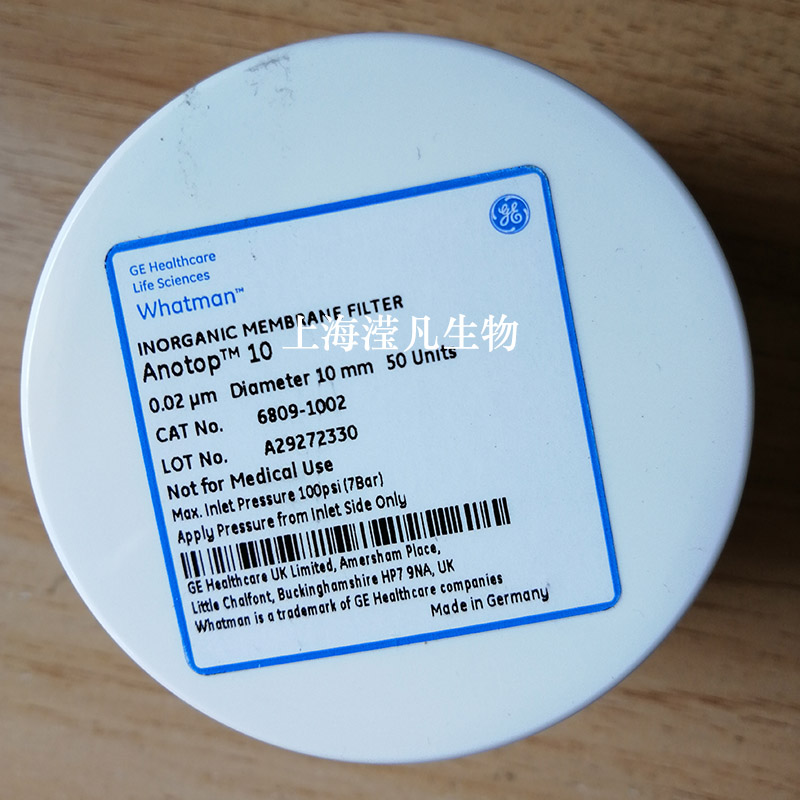 GE
GE Healthcare
Life Sciences
Whatman™
INORGANIC MEMBRANE FILTER
上海滢凡生物
Anotop™ 10
0.02 µm Diameter 10 mm 50 Units
CAT No. 6809-1002
LOT No. A29272330
Not for Medical Use
Max. Inlet Pressure 100psi (7Bar)
Apply Pressure from Inlet Side Only
GE Healthcare UK Limited, Amersham Place,
Little Chalfont, Buckinghamshire HP7 9NA, UK
Whatman is a trademark of GE Healthcare companies
Made in Germany